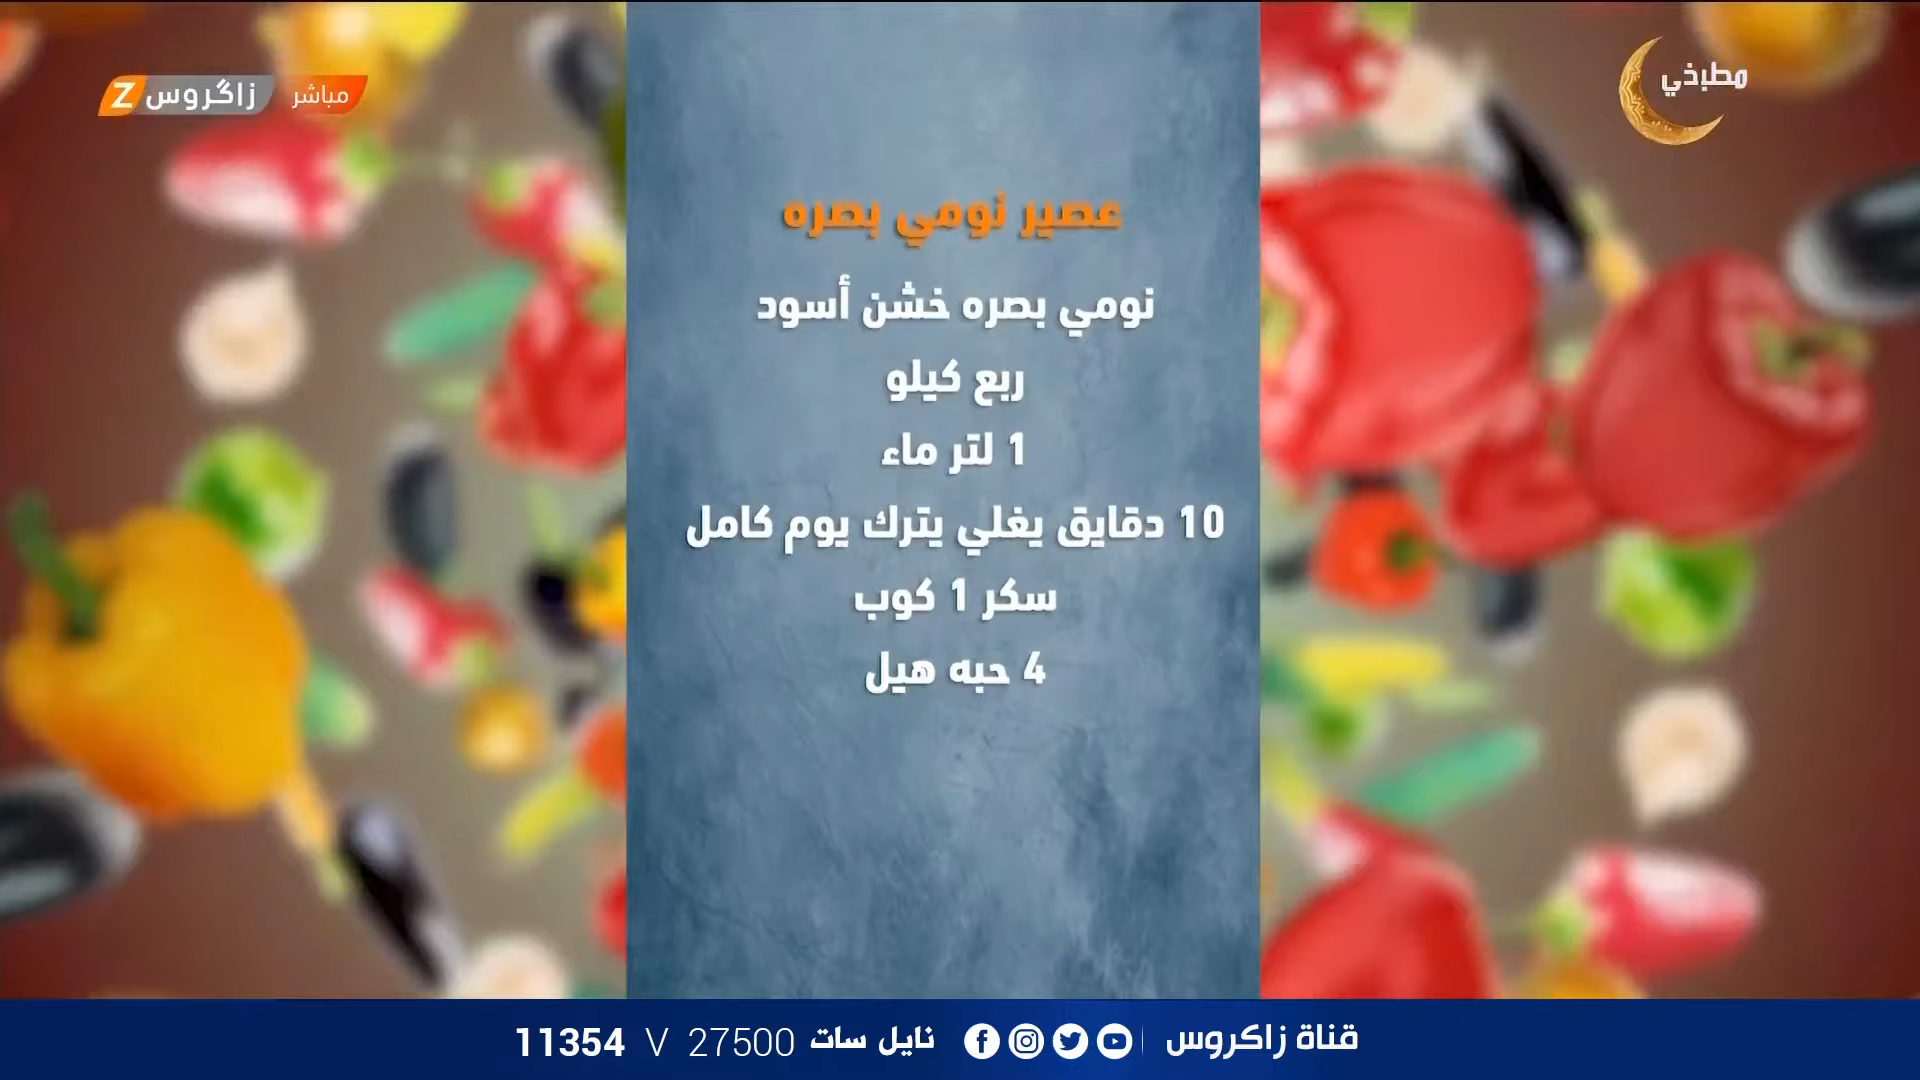 زاگروس مباشر
مطبخي
عصير نومي بصره
نومي بصره خشن أسود
ربع كيلو
1 لتر ماء
10 دقايق يغلي يترك يوم كامل
سكر 1 كوب
4 حبه هيل
قناة زاكروس نايل سات 27500 V 11354